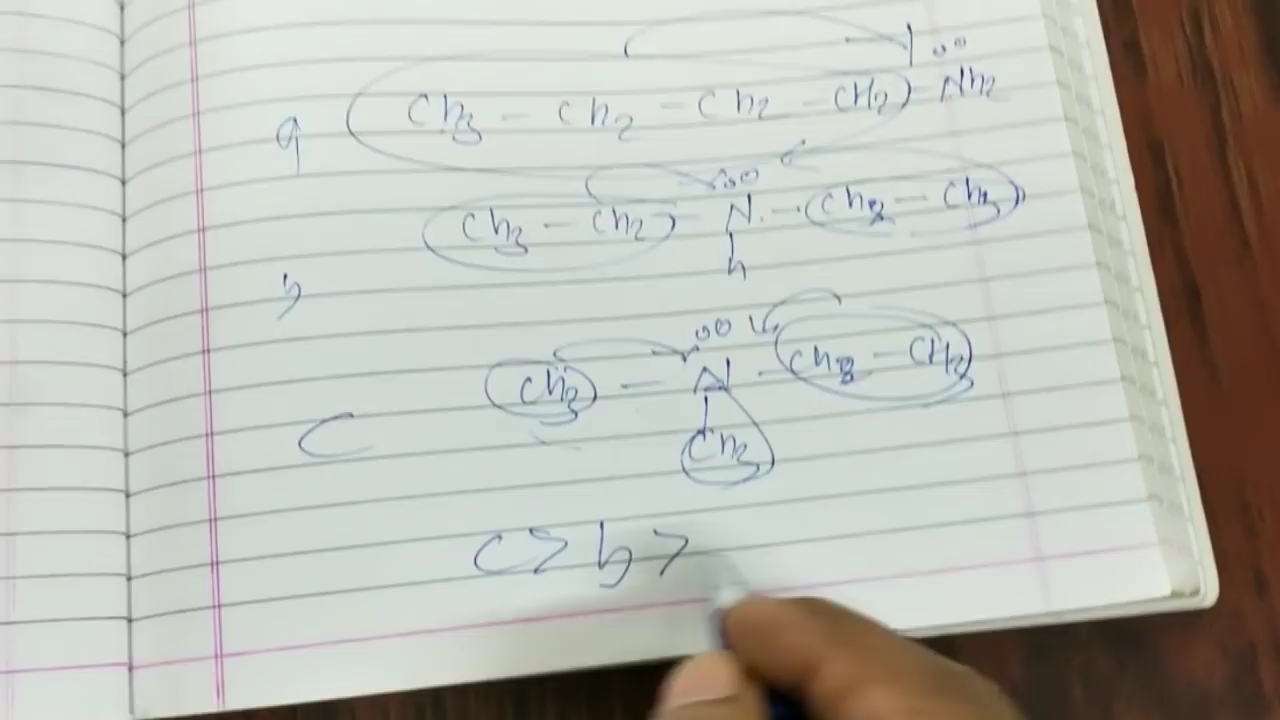 a CH3 - CH2 - CH2 - CH2 NH2
b CH3 - CH2 - N - CH2 - CH3
H
C CH3 - N - CH2 - CH3
CH3
C > b >